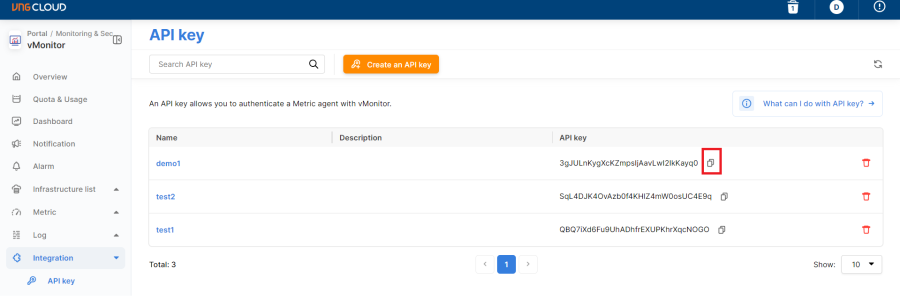 VNG CLOUD
1
D
Portal / Monitoring & Sec
vMonitor
API key
Search API key
Create an API key
Overview
Quota & Usage
Dashboard
Notification
Alarm
Infrastructure list
Metric
Log
Integration
API key
An API key allows you to authenticate a Metric agent with vMonitor.
What can I do with API key? →
Name Description API key
demo1 3gJULnKygXcKZmpsIjAavLwI2IkKayq0
test2 SqL4DJK4OvAzb0f4KHIZ4mW0osUC4E9q
test1 QBQ7iXd6Fu9UhADhfrEXUPKhrXqcNOGO
Total: 3
1
Show: 10